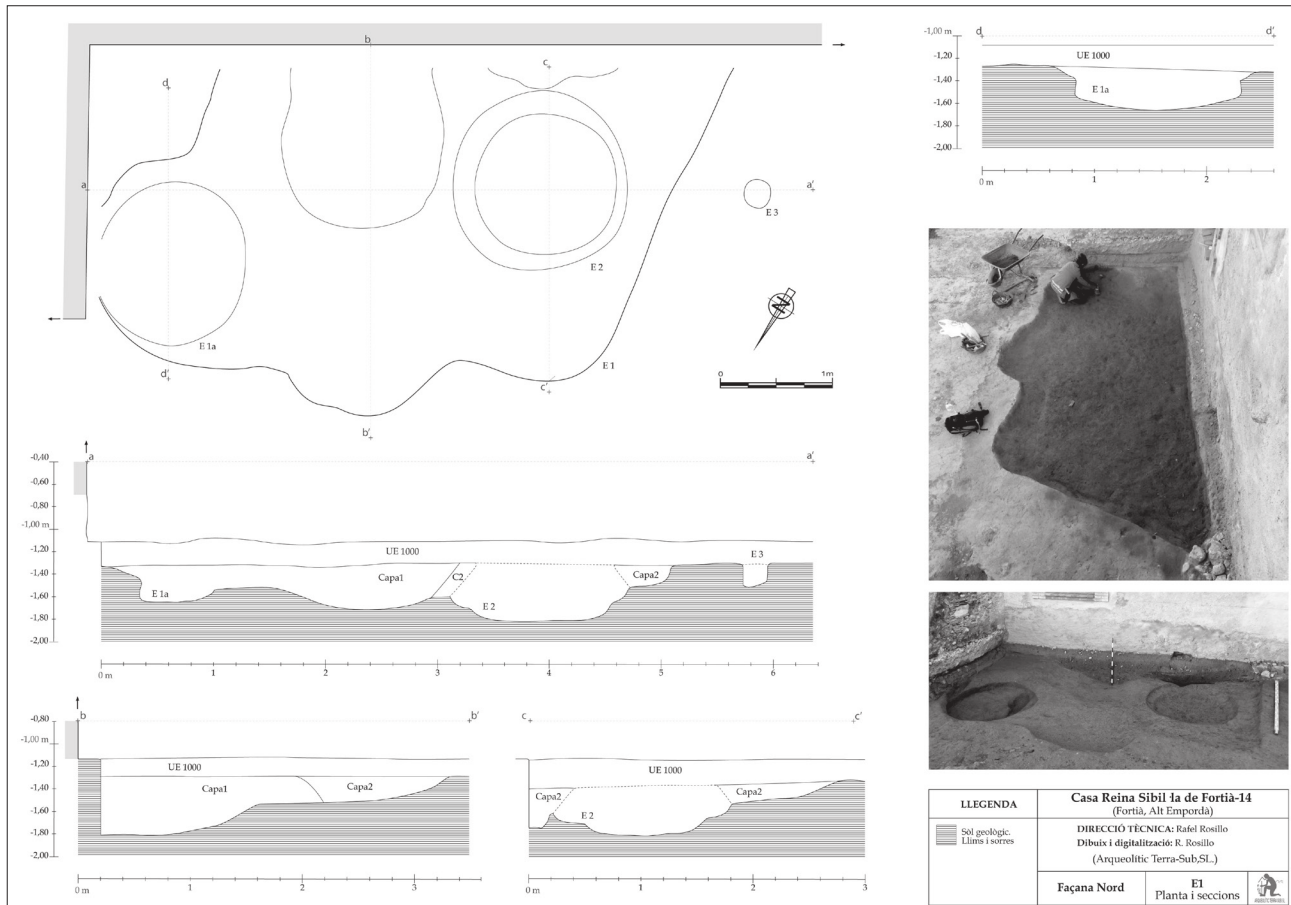 b
c
d
a
a'
E 3
E 2
E 1a
E 1
d'
c'
b'
N
0 1m
a a'
-0,40
-0,60
-0,80
-1,00 m
-1,20
-1,40
-1,60
-1,80
-2,00
UE 1000
E 3
Capa1
C2
Capa2
E 1a
E 2
0 m 1 2 3 4 5 6
b b'
-0,80
-1,00 m
-1,20
-1,40
-1,60
-1,80
-2,00
UE 1000
Capa1
Capa2
0 m 1 2 3
c c'
UE 1000
Capa2
Capa2
E 2
0 m 1 2 3
d d'
-1,00 m
-1,20
-1,40
-1,60
-1,80
-2,00
UE 1000
E 1a
0 m 1 2
LLEGENDA
Sòl geològic.
Llims i sorres
Casa Reina Sibil·la de Fortià-14
(Fortià, Alt Empordà)
DIRECCIÓ TÈCNICA: Rafel Rosillo
Dibuix i digitalització: R. Rosillo
(Arqueolític Terra-Sub,SL.)
Façana Nord
E1
Planta i seccions